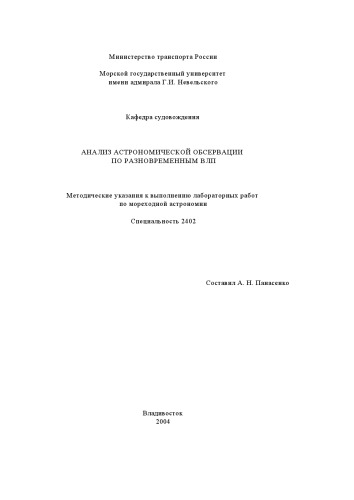 Министерство транспорта России
Морской государственный университет
имени адмирала Г.И. Невельского
Кафедра судовождения
АНАЛИЗ АСТРОНОМИЧЕСКОЙ ОБСЕРВАЦИИ
ПО РАЗНОВРЕМЕННЫМ ВЛП
Методические указания к выполнению лабораторных работ
по мореходной астрономии
Специальность 2402
Составил А. Н. Панасенко
Владивосток
2004